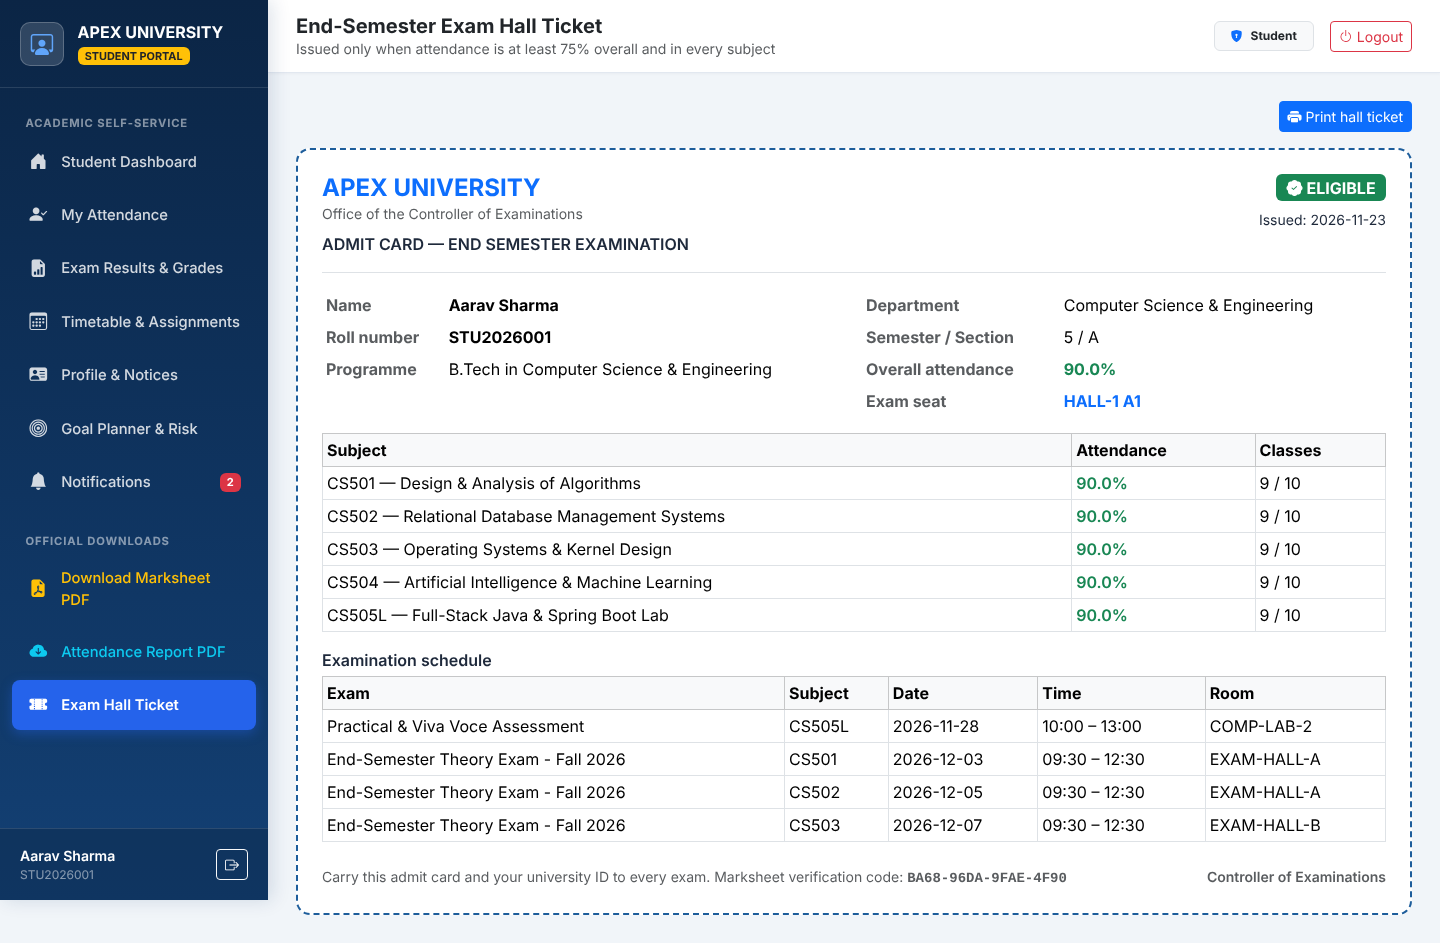 APEX UNIVERSITY
STUDENT PORTAL
ACADEMIC SELF-SERVICE
Student Dashboard
My Attendance
Exam Results & Grades
Timetable & Assignments
Profile & Notices
Goal Planner & Risk
Notifications 2
OFFICIAL DOWNLOADS
Download Marksheet
PDF
Attendance Report PDF
Exam Hall Ticket
Aarav Sharma
STU2026001
End-Semester Exam Hall Ticket
Issued only when attendance is at least 75% overall and in every subject
Student
Logout
Print hall ticket
APEX UNIVERSITY
Office of the Controller of Examinations
ADMIT CARD — END SEMESTER EXAMINATION
ELIGIBLE
Issued: 2026-11-23
Name Aarav Sharma
Roll number STU2026001
Programme B.Tech in Computer Science & Engineering
Department Computer Science & Engineering
Semester / Section 5 / A
Overall attendance 90.0%
Exam seat HALL-1 A1
Subject Attendance Classes
CS501 — Design & Analysis of Algorithms 90.0% 9 / 10
CS502 — Relational Database Management Systems 90.0% 9 / 10
CS503 — Operating Systems & Kernel Design 90.0% 9 / 10
CS504 — Artificial Intelligence & Machine Learning 90.0% 9 / 10
CS505L — Full-Stack Java & Spring Boot Lab 90.0% 9 / 10
Examination schedule
Exam Subject Date Time Room
Practical & Viva Voce Assessment CS505L 2026-11-28 10:00 – 13:00 COMP-LAB-2
End-Semester Theory Exam - Fall 2026 CS501 2026-12-03 09:30 – 12:30 EXAM-HALL-A
End-Semester Theory Exam - Fall 2026 CS502 2026-12-05 09:30 – 12:30 EXAM-HALL-A
End-Semester Theory Exam - Fall 2026 CS503 2026-12-07 09:30 – 12:30 EXAM-HALL-B
Carry this admit card and your university ID to every exam. Marksheet verification code: BA68-96DA-9FAE-4F90
Controller of Examinations